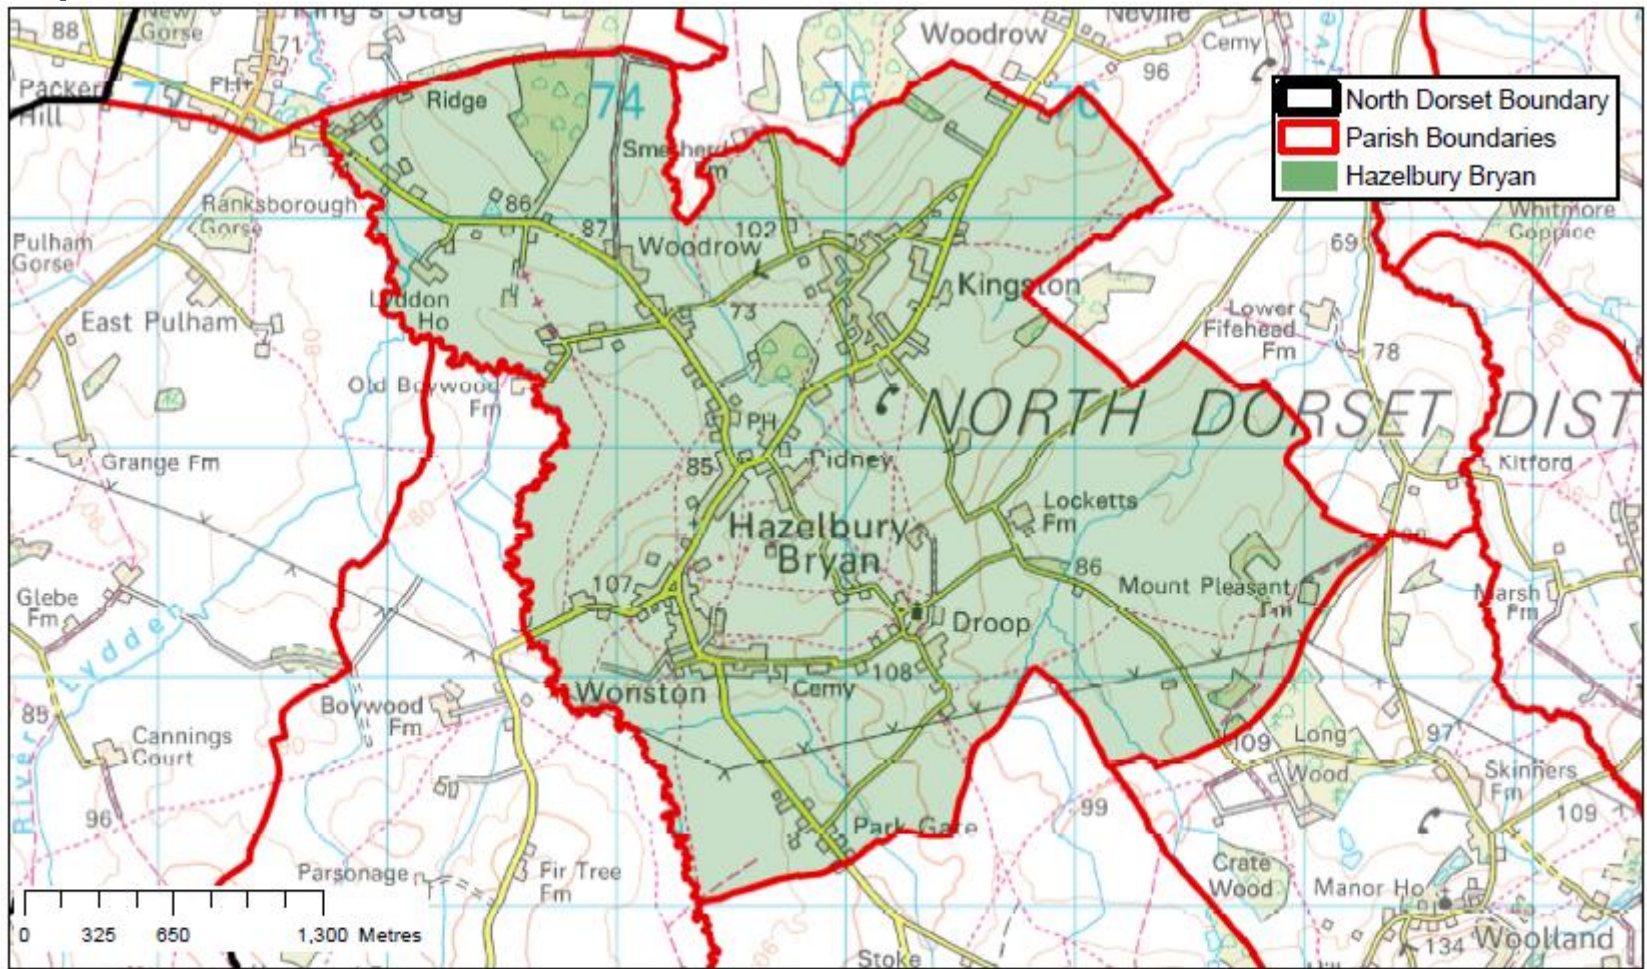 New
Gorse
King's Stag
88
71
Packer
Hill
PH
77
Ridge
74
75
76
Woodrow
Neville
Cemy
96
North Dorset Boundary
Parish Boundaries
Hazelbury Bryan
Ranksborough
Gorse
86
87
Woodrow
102
Whitmore
Coppice
69
Pulham
Gorse
Lyddon
Ho
Kingston
East Pulham
73
Lower
Fifehead
Fm
78
80
Old Boywood
Fm
PH
NORTH DORSET DIST
Grange Fm
85
Pidney
Kitford
80
90
Locketts
Fm
Hazelbury
Bryan
86
Mount Pleasant
Fm
Glebe
Fm
107
Marsh
Fm
Lydden
Droop
108
Cemy
Wonston
85
Boywood
Fm
Cannings
Court
109
Long
Wood
97
Skinners
Fm
109
River
96
99
Park Gate
Parsonage
Fir Tree
Fm
Crate
Wood
Manor Ho
0 325 650 1,300 Metres
134
Woolland
Stoke